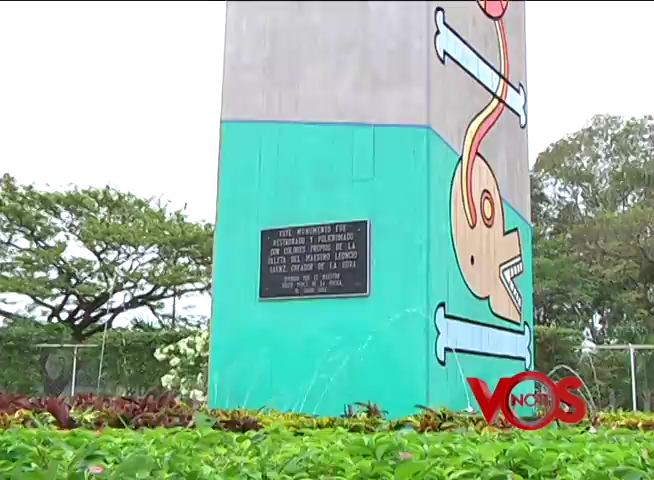 ESTE MONUMENTO FUE
RESTAURADO Y POLICROMADO
CON COLORES PROPIOS DE LA
PALETA DEL MAESTRO LEONCIO
SAENZ, CREADOR DE LA OBRA
VOS
NOTI